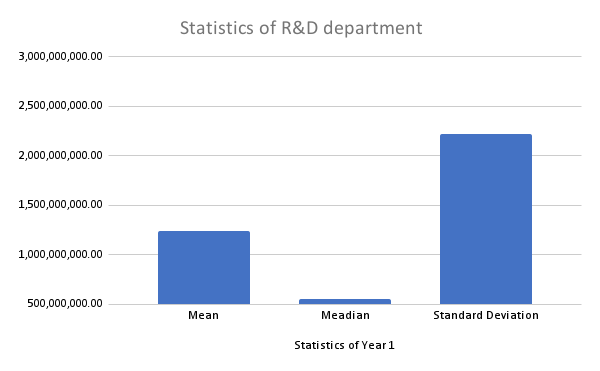 Statistics of R&D department
3,000,000,000.00
2,500,000,000.00
2,000,000,000.00
1,500,000,000.00
1,000,000,000.00
500,000,000.00
Mean Meadian Standard Deviation
Statistics of Year 1